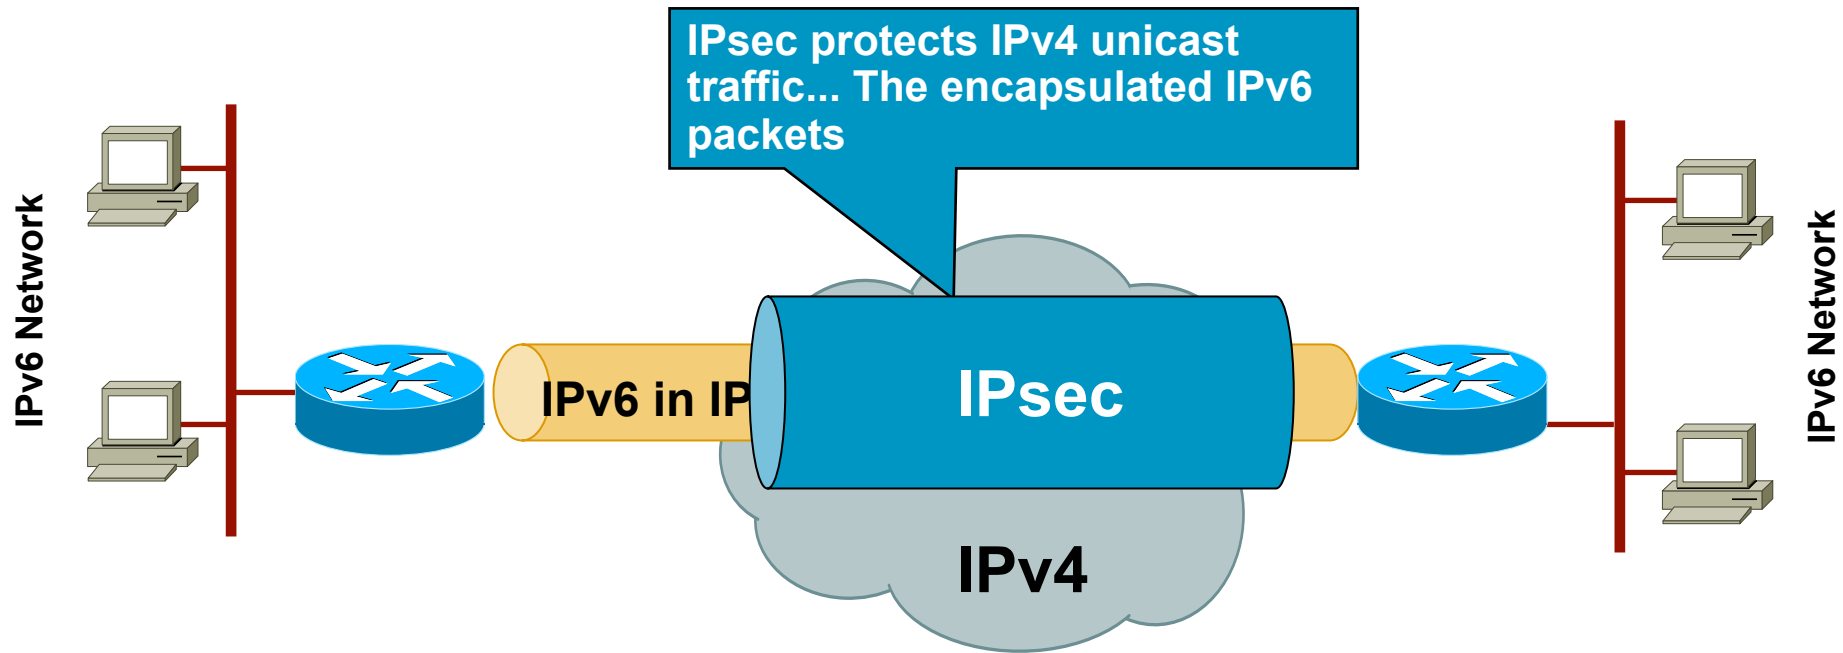 IPsec protects IPv4 unicast
traffic... The encapsulated IPv6
packets
IPv6 Network
IPv6 in IP
IPsec
IPv4
IPv6 Network